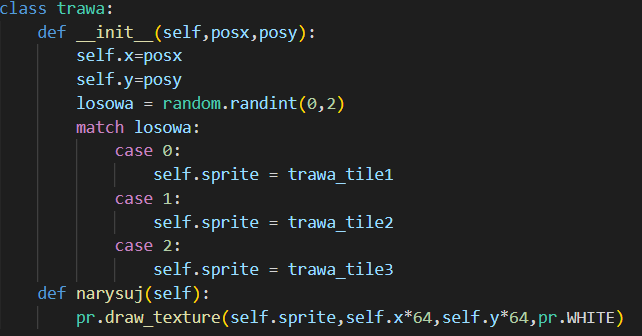 class trawa:
    def __init__(self,posx,posy):
        self.x=posx
        self.y=posy
        losowa = random.randint(0,2)
        match losowa:
            case 0:
                self.sprite = trawa_tile1
            case 1:
                self.sprite = trawa_tile2
            case 2:
                self.sprite = trawa_tile3
    def narysuj(self):
        pr.draw_texture(self.sprite,self.x*64,self.y*64,pr.WHITE)